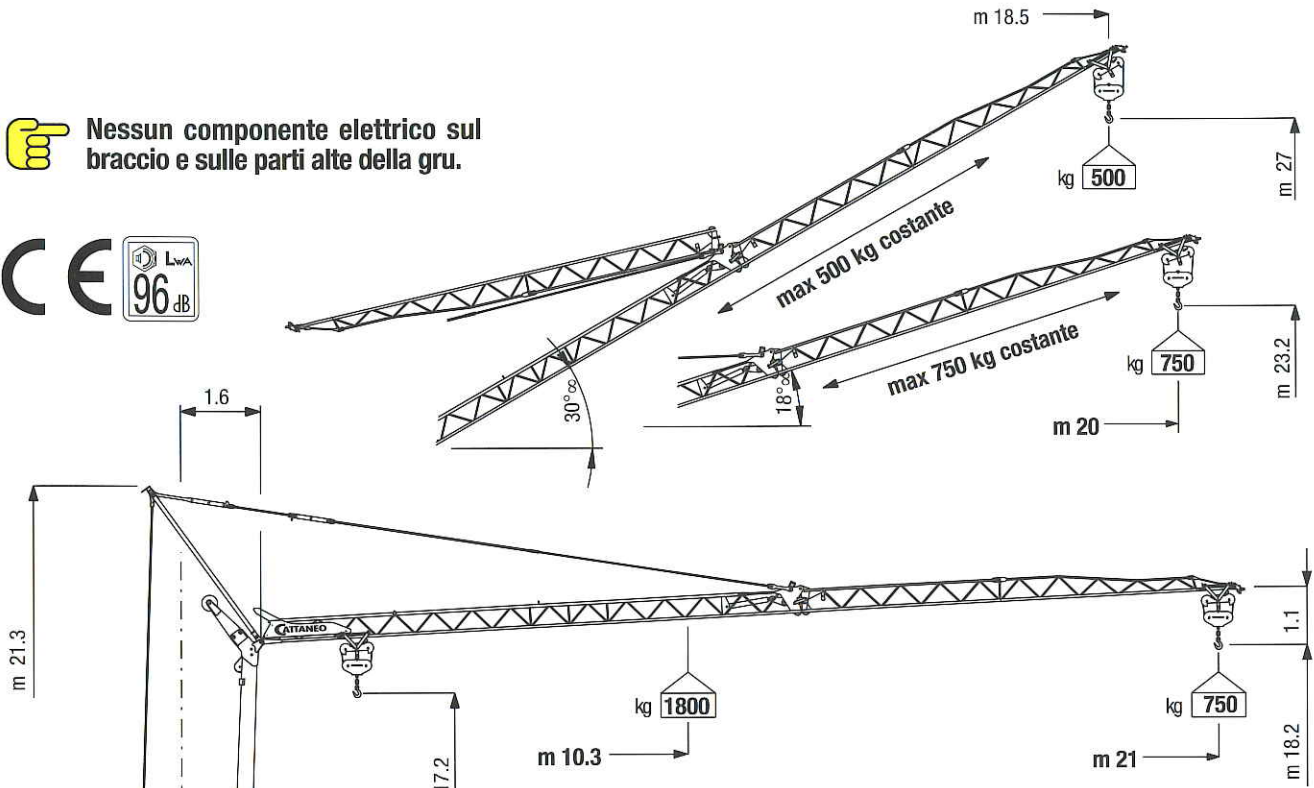 m 18.5
Nessun componente elettrico sul
braccio e sulle parti alte della gru.
kg 500
m 27
max 500 kg costante
CE
LWA
96 dB
max 750 kg costante
kg 750
m 23.2
30°∞
18°∞
m 20
1.6
m 21.3
CATTANEO
1.1
kg 1800
kg 750
m 10.3
m 21
17.2
m 18.2